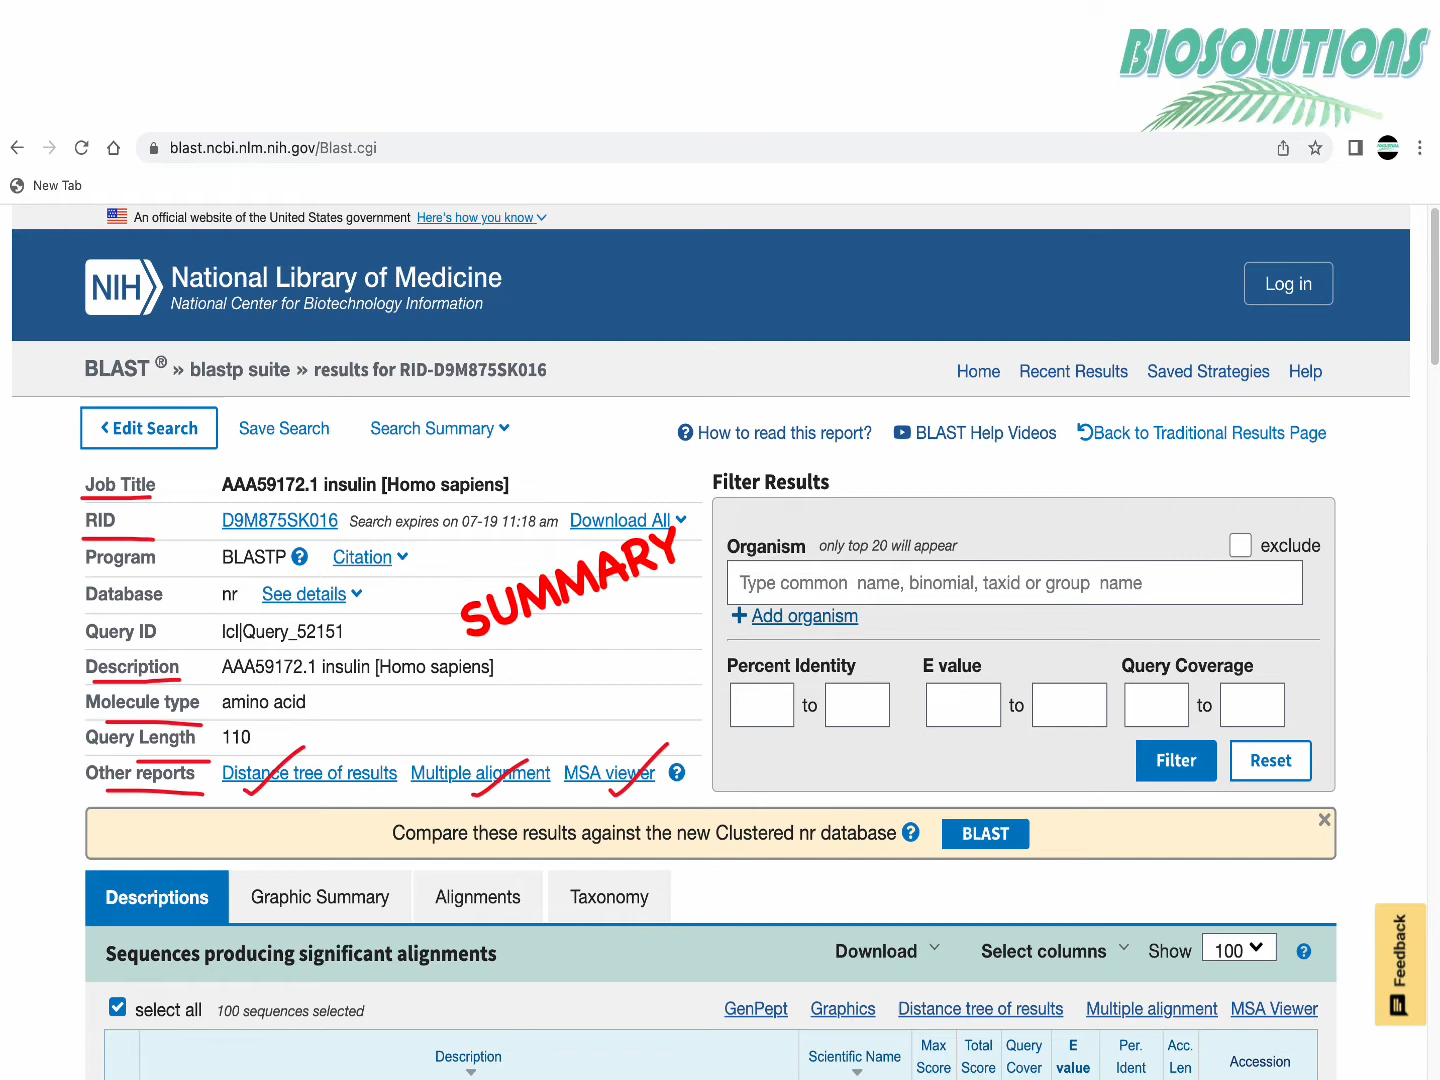 BIOSOLUTIONS
blast.ncbi.nlm.nih.gov/Blast.cgi
New Tab
An official website of the United States government Here's how you know
NIH National Library of Medicine
National Center for Biotechnology Information
Log in
BLAST ® » blastp suite » results for RID-D9M875SK016
Home Recent Results Saved Strategies Help
Edit Search Save Search Search Summary
How to read this report? BLAST Help Videos Back to Traditional Results Page
Job Title AAA59172.1 insulin [Homo sapiens]
RID D9M875SK016 Search expires on 07-19 11:18 am Download All
Program BLASTP Citation
Database nr See details
SUMMARY
Query ID lcl|Query_52151
Description AAA59172.1 insulin [Homo sapiens]
Molecule type amino acid
Query Length 110
Other reports Distance tree of results Multiple alignment MSA viewer
Filter Results
Organism only top 20 will appear exclude
Type common name, binomial, taxid or group name
Add organism
Percent Identity E value Query Coverage
to to to
Filter Reset
Compare these results against the new Clustered nr database BLAST
Descriptions Graphic Summary Alignments Taxonomy
Sequences producing significant alignments Download Select columns Show 100
select all 100 sequences selected GenPept Graphics Distance tree of results Multiple alignment MSA Viewer
Description Scientific Name Max Score Total Score Query Cover E value Per. Ident Acc. Len Accession
Feedback